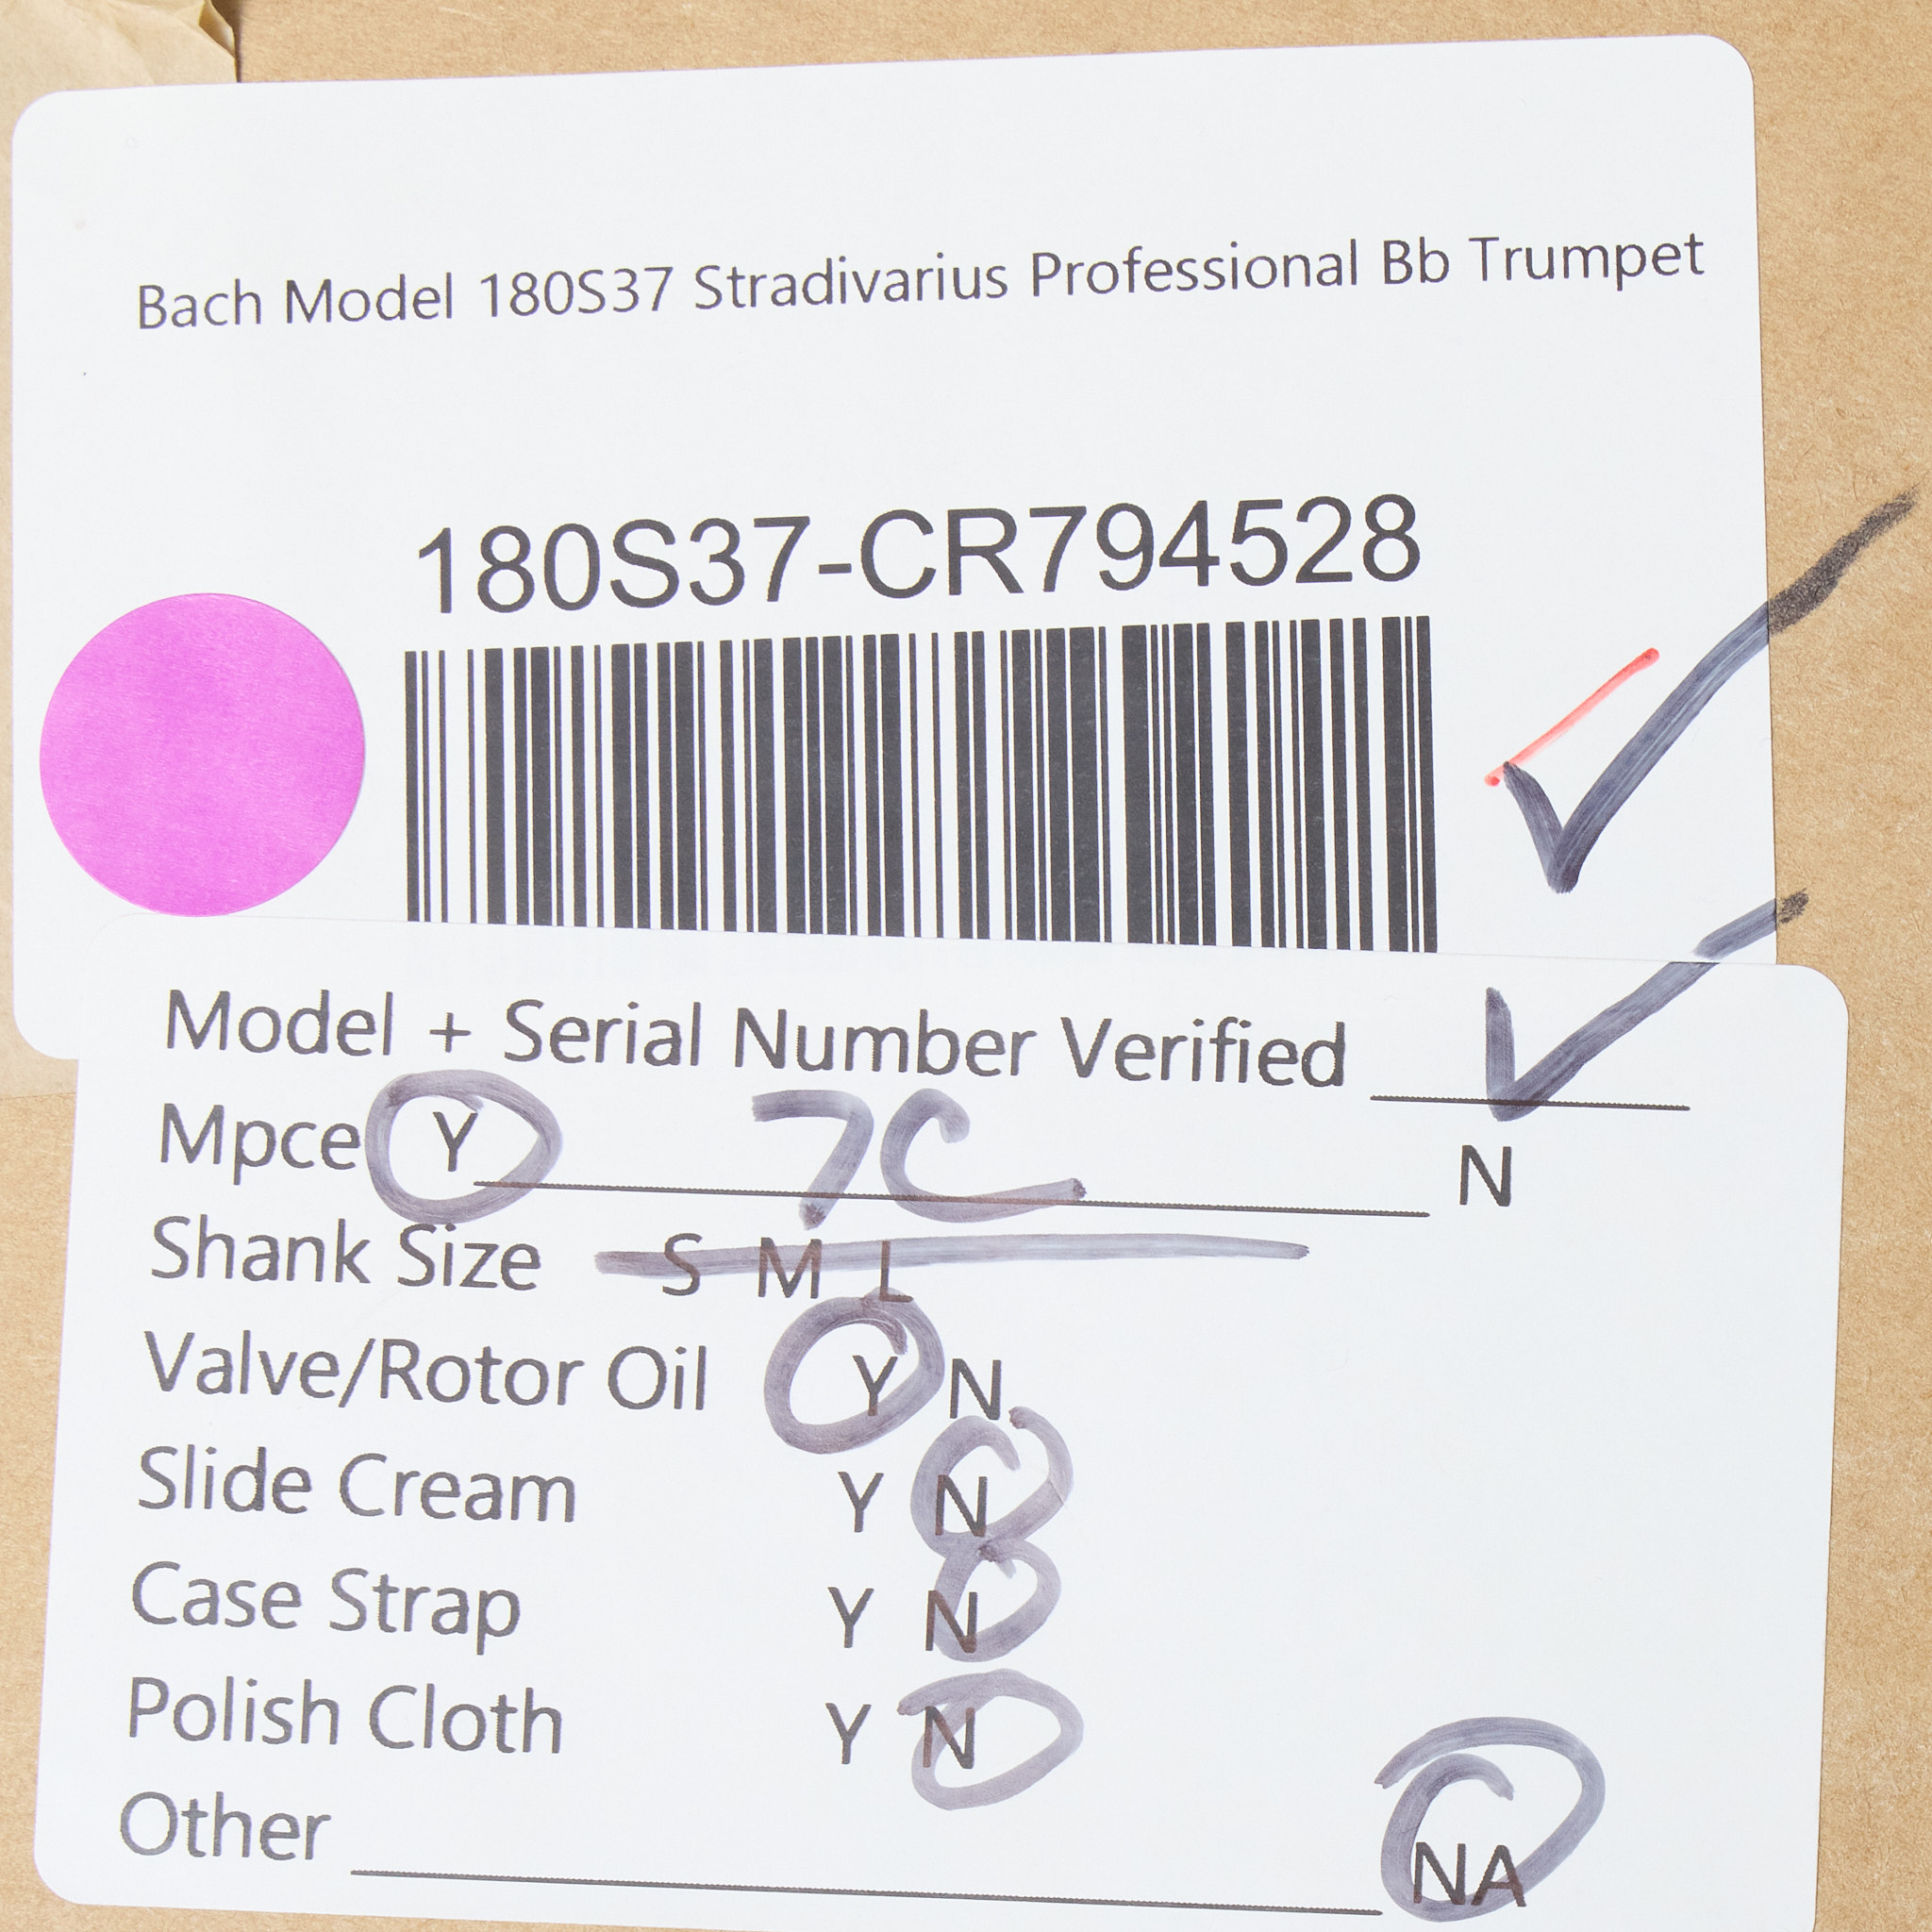 Bach Model 180S37 Stradivarius Professional Bb Trumpet
180S37-CR794528
Model + Serial Number Verified
Mpce Y 7C N
Shank Size S M L
Valve/Rotor Oil Y N
Slide Cream Y N
Case Strap Y N
Polish Cloth Y N
Other NA